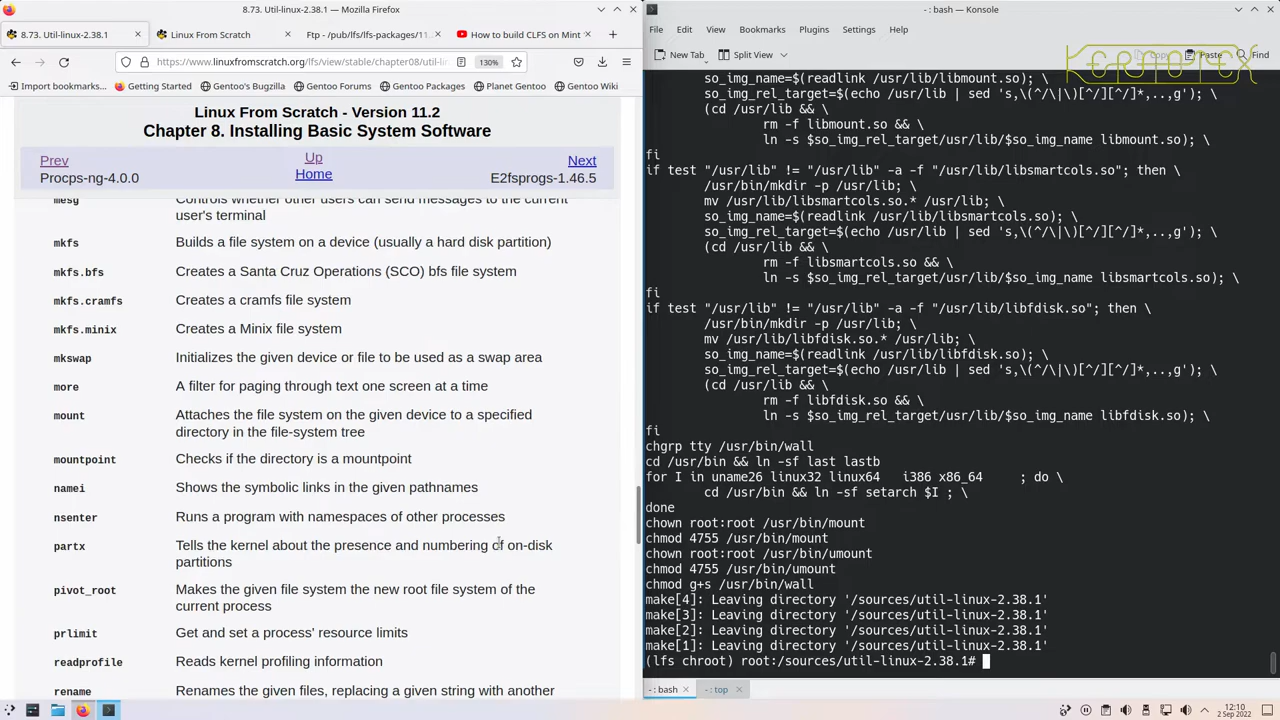 8.73. Util-linux-2.38.1 — Mozilla Firefox
8.73. Util-linux-2.38.1
Linux From Scratch
Ftp - /pub/lfs/lfs-packages/11.
How to build CLFS on Mint
https://www.linuxfromscratch.org/lfs/view/stable/chapter08/util-l
130%
Import bookmarks...
Getting Started
Gentoo's Bugzilla
Gentoo Forums
Gentoo Packages
Planet Gentoo
Gentoo Wiki
Linux From Scratch - Version 11.2
Chapter 8. Installing Basic System Software
Prev
Up
Next
Procps-ng-4.0.0
Home
E2fsprogs-1.46.5
mesg Controls whether other users can send messages to the current
user's terminal
mkfs Builds a file system on a device (usually a hard disk partition)
mkfs.bfs Creates a Santa Cruz Operations (SCO) bfs file system
mkfs.cramfs Creates a cramfs file system
mkfs.minix Creates a Minix file system
mkswap Initializes the given device or file to be used as a swap area
more A filter for paging through text one screen at a time
mount Attaches the file system on the given device to a specified
directory in the file-system tree
mountpoint Checks if the directory is a mountpoint
namei Shows the symbolic links in the given pathnames
nsenter Runs a program with namespaces of other processes
partx Tells the kernel about the presence and numbering of on-disk
partitions
pivot_root Makes the given file system the new root file system of the
current process
prlimit Get and set a process' resource limits
readprofile Reads kernel profiling information
rename Renames the given files, replacing a given string with another
- : bash — Konsole
File Edit View Bookmarks Plugins Settings Help
New Tab Split View Copy Paste Find
KERNOTEX
so_img_name=$(readlink /usr/lib/libmount.so); \
so_img_rel_target=$(echo /usr/lib | sed 's,\(^/\|\)[^/][^/]*,..,g'); \
(cd /usr/lib && \
rm -f libmount.so && \
ln -s $so_img_rel_target/usr/lib/$so_img_name libmount.so); \
fi
if test "/usr/lib" != "/usr/lib" -a -f "/usr/lib/libsmartcols.so"; then \
/usr/bin/mkdir -p /usr/lib; \
mv /usr/lib/libsmartcols.so.* /usr/lib; \
so_img_name=$(readlink /usr/lib/libsmartcols.so); \
so_img_rel_target=$(echo /usr/lib | sed 's,\(^/\|\)[^/][^/]*,..,g'); \
(cd /usr/lib && \
rm -f libsmartcols.so && \
ln -s $so_img_rel_target/usr/lib/$so_img_name libsmartcols.so); \
fi
if test "/usr/lib" != "/usr/lib" -a -f "/usr/lib/libfdisk.so"; then \
/usr/bin/mkdir -p /usr/lib; \
mv /usr/lib/libfdisk.so.* /usr/lib; \
so_img_name=$(readlink /usr/lib/libfdisk.so); \
so_img_rel_target=$(echo /usr/lib | sed 's,\(^/\|\)[^/][^/]*,..,g'); \
(cd /usr/lib && \
rm -f libfdisk.so && \
ln -s $so_img_rel_target/usr/lib/$so_img_name libfdisk.so); \
fi
chgrp tty /usr/bin/wall
cd /usr/bin && ln -sf last lastb
for I in uname26 linux32 linux64 i386 x86_64 ; do \
cd /usr/bin && ln -sf setarch $I ; \
done
chown root:root /usr/bin/mount
chmod 4755 /usr/bin/mount
chown root:root /usr/bin/umount
chmod 4755 /usr/bin/umount
chmod g+s /usr/bin/wall
make[4]: Leaving directory '/sources/util-linux-2.38.1'
make[3]: Leaving directory '/sources/util-linux-2.38.1'
make[2]: Leaving directory '/sources/util-linux-2.38.1'
make[1]: Leaving directory '/sources/util-linux-2.38.1'
(lfs chroot) root:/sources/util-linux-2.38.1#
- : bash
- : top
12:10
2 Sep 2022